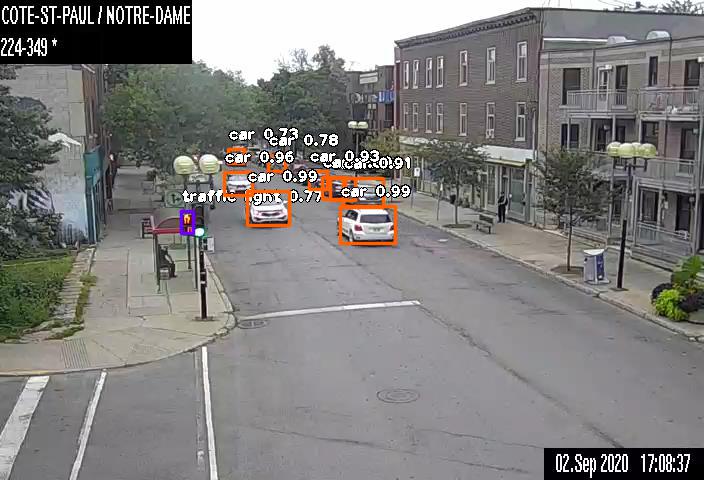 COTE-ST-PAUL / NOTRE-DAME
224-349 *
car 0.73
car 0.78
car 0.96
car 0.93
0.91
car 0.99
car 0.99
traffic light 0.77
02.Sep 2020 17:08:37